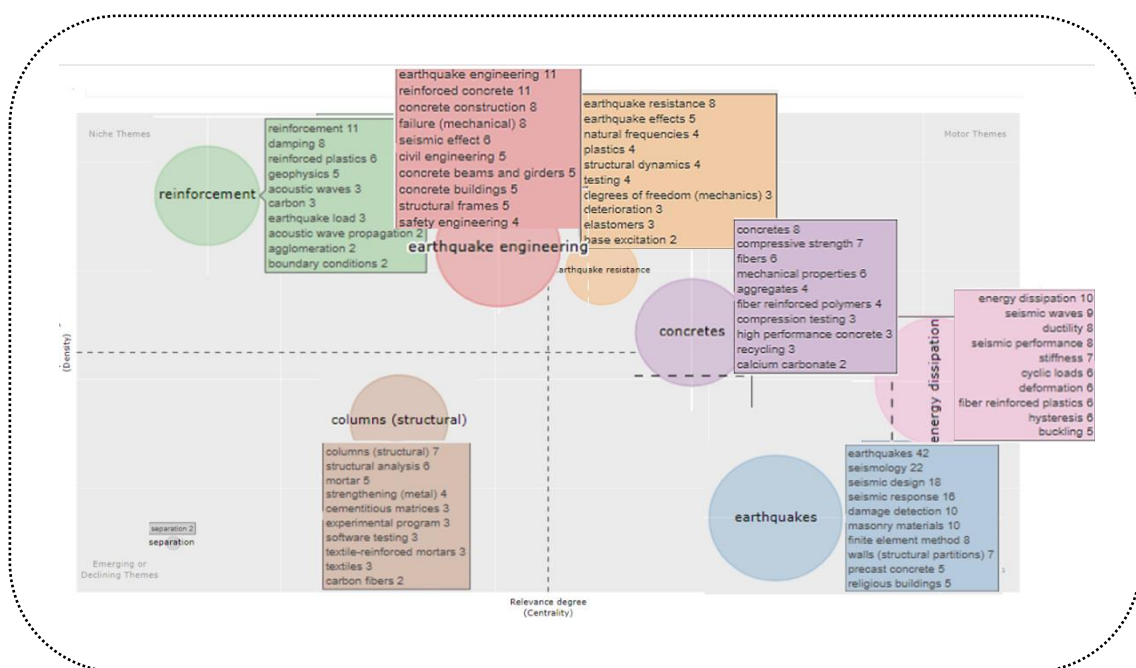 Niche Themes
Motor Themes
reinforcement
reinforcement 11
damping 8
reinforced plastics 6
geophysics 5
acoustic waves 3
carbon 3
earthquake load 3
acoustic wave propagation 2
agglomeration 2
boundary conditions 2
earthquake engineering 11
reinforced concrete 11
concrete construction 8
failure (mechanical) 8
seismic effect 6
civil engineering 5
concrete beams and girders 5
concrete buildings 5
structural frames 5
safety engineering 4
earthquake engineering
earthquake resistance 8
earthquake effects 5
natural frequencies 4
plastics 4
structural dynamics 4
testing 4
degrees of freedom (mechanics) 3
deterioration 3
elastomers 3
base excitation 2
arthquake resistance
concretes
concretes 8
compressive strength 7
fibers 6
mechanical properties 6
aggregates 4
fiber reinforced polymers 4
compression testing 3
high performance concrete 3
recycling 3
calcium carbonate 2
energy dissipation
energy dissipation 10
seismic waves 9
ductility 8
seismic performance 8
stiffness 7
cyclic loads 6
deformation 6
fiber reinforced plastics 6
hysteresis 6
buckling 5
(Density)
columns (structural)
columns (structural) 7
structural analysis 6
mortar 5
strengthening (metal) 4
cementitious matrices 3
experimental program 3
software testing 3
textile-reinforced mortars 3
textiles 3
carbon fibers 2
earthquakes
earthquakes 42
seismology 22
seismic design 18
seismic response 16
damage detection 10
masonry materials 10
finite element method 8
walls (structural partitions) 7
precast concrete 5
religious buildings 5
separation 2
separation
Emerging or
Declining Themes
Relevance degree
(Centrality)